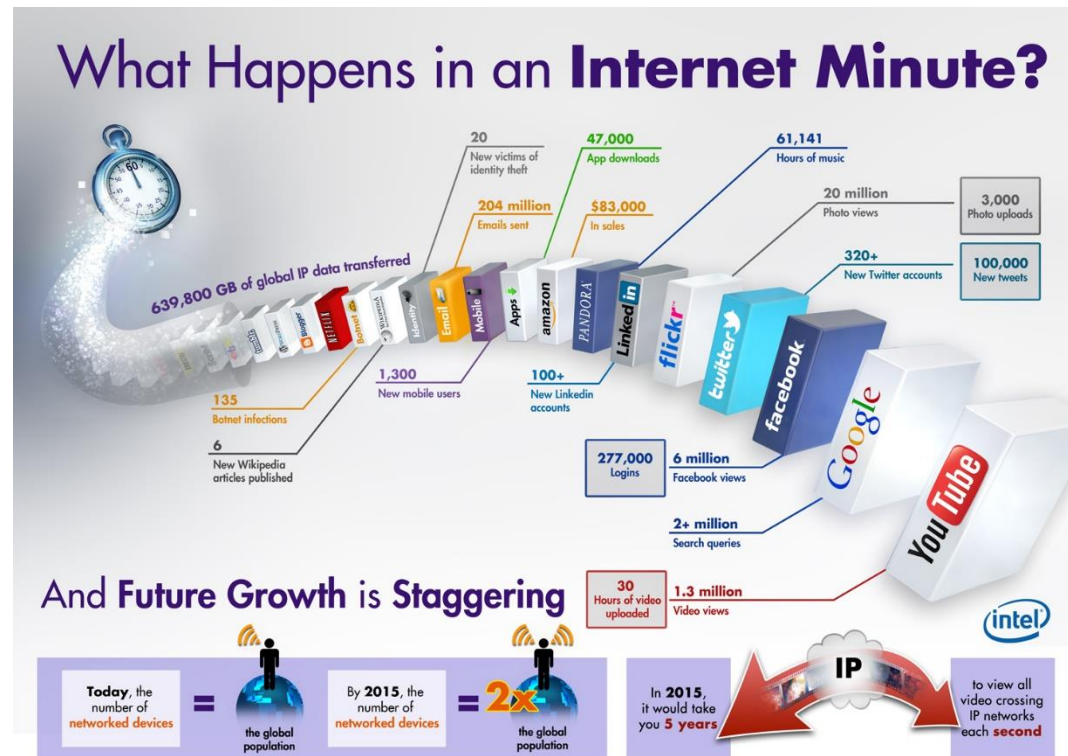 What Happens in an Internet Minute?
60
20
New victims of
identity theft
47,000
App downloads
61,141
Hours of music
204 million
Emails sent
$83,000
In sales
20 million
Photo views
3,000
Photo uploads
320+
New Twitter accounts
100,000
New tweets
639,800 GB of global IP data transferred
Blogger
NETFLIX
Botnet
WIKIPEDIA
Identity
Email
Mobile
Apps
amazon
PANDORA
Linked in
flickr
twitter
facebook
Google
You Tube
135
Botnet infections
6
New Wikipedia
articles published
1,300
New mobile users
100+
New Linkedin
accounts
277,000
Logins
6 million
Facebook views
2+ million
Search queries
30
Hours of video
uploaded
1.3 million
Video views
And Future Growth is Staggering
intel
Today, the
number of
networked devices
=
the global
population
By 2015, the
number of
networked devices
=
2x
the global
population
In 2015,
it would take
you 5 years
IP
to view all
video crossing
IP networks
each second